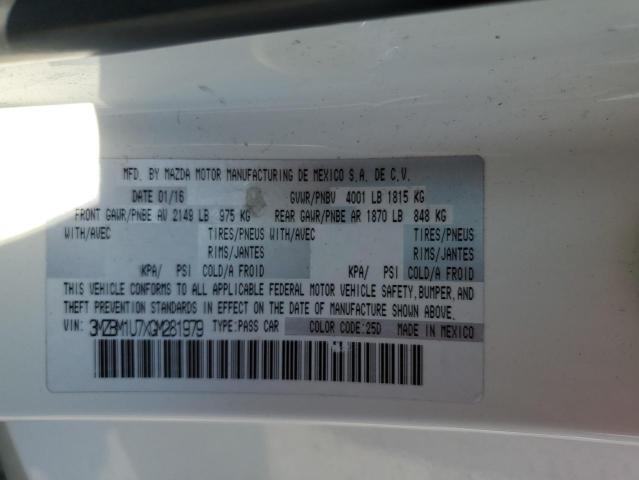 MFD. BY MAZDA MOTOR MANUFACTURING DE MEXICO S.A. DE C.V.
DATE 01/16 GVWR/PNBV 4001 LB 1815 KG
FRONT GAWR/PNBE AV 2149 LB 975 KG REAR GAWR/PNBE AR 1870 LB 848 KG
WITH/AVEC TIRES/PNEUS WITH/AVEC TIRES/PNEUS
RIMS/JANTES RIMS/JANTES
KPA/ PSI COLD/A FROID KPA/ PSI COLD/A FROID
THIS VEHICLE CONFORMS TO ALL APPLICABLE FEDERAL MOTOR VEHICLE SAFETY, BUMPER, AND
THEFT PREVENTION STANDARDS IN EFFECT ON THE DATE OF MANUFACTURE SHOWN ABOVE.
VIN: 3MZBM1U7XGM281979 TYPE: PASS CAR COLOR CODE: 25D MADE IN MEXICO